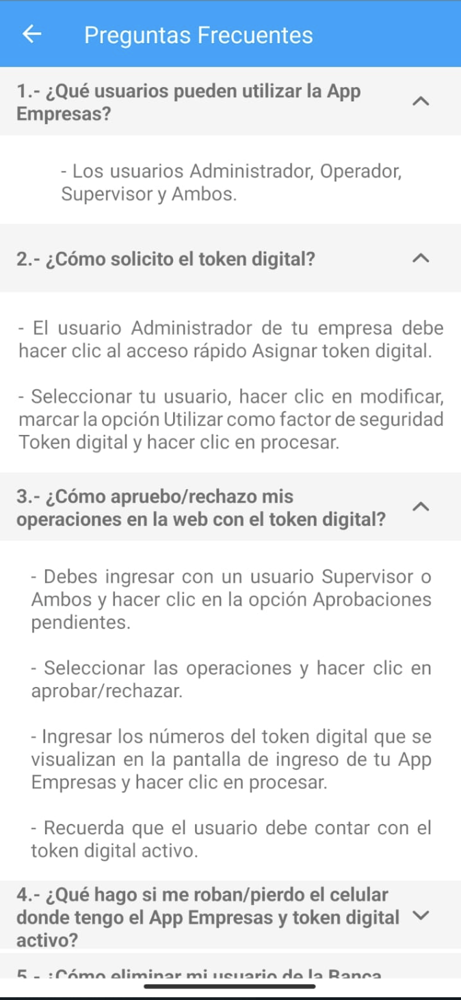 Preguntas Frecuentes
1.- ¿Qué usuarios pueden utilizar la App
Empresas?
- Los usuarios Administrador, Operador,
Supervisor y Ambos.
2.- ¿Cómo solicito el token digital?
- El usuario Administrador de tu empresa debe
hacer clic al acceso rápido Asignar token digital.
- Seleccionar tu usuario, hacer clic en modificar,
marcar la opción Utilizar como factor de seguridad
Token digital y hacer clic en procesar.
3.- ¿Cómo apruebo/rechazo mis
operaciones en la web con el token digital?
- Debes ingresar con un usuario Supervisor o
Ambos y hacer clic en la opción Aprobaciones
pendientes.
- Seleccionar las operaciones y hacer clic en
aprobar/rechazar.
- Ingresar los números del token digital que se
visualizan en la pantalla de ingreso de tu App
Empresas y hacer clic en procesar.
- Recuerda que el usuario debe contar con el
token digital activo.
4.- ¿Qué hago si me roban/pierdo el celular
donde tengo el App Empresas y token digital
activo?
5.- ¿Cómo eliminar mi usuario de la Banca